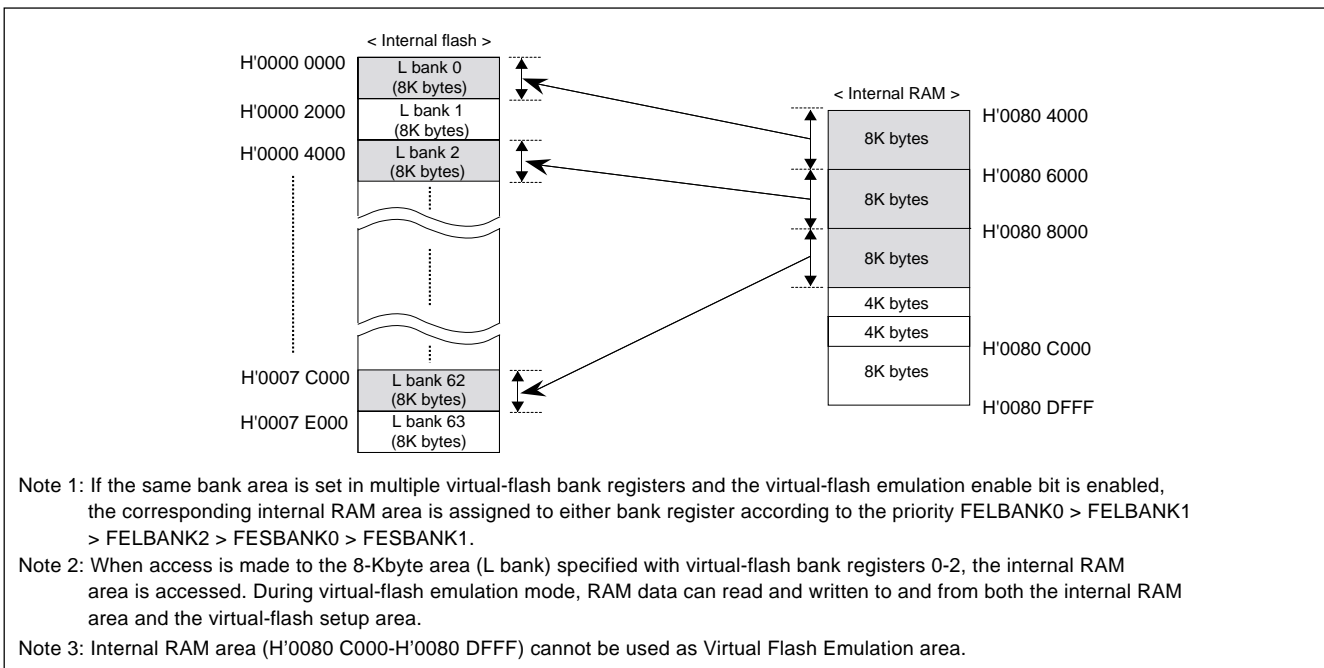 < Internal flash >
H'0000 0000
L bank 0
(8K bytes)
H'0000 2000
L bank 1
(8K bytes)
H'0000 4000
L bank 2
(8K bytes)
H'0007 C000
L bank 62
(8K bytes)
H'0007 E000
L bank 63
(8K bytes)
< Internal RAM >
H'0080 4000
8K bytes
H'0080 6000
8K bytes
H'0080 8000
8K bytes
4K bytes
4K bytes
H'0080 C000
8K bytes
H'0080 DFFF
Note 1: If the same bank area is set in multiple virtual-flash bank registers and the virtual-flash emulation enable bit is enabled,
the corresponding internal RAM area is assigned to either bank register according to the priority FELBANK0 > FELBANK1
> FELBANK2 > FESBANK0 > FESBANK1.
Note 2: When access is made to the 8-Kbyte area (L bank) specified with virtual-flash bank registers 0-2, the internal RAM
area is accessed. During virtual-flash emulation mode, RAM data can read and written to and from both the internal RAM
area and the virtual-flash setup area.
Note 3: Internal RAM area (H'0080 C000-H'0080 DFFF) cannot be used as Virtual Flash Emulation area.